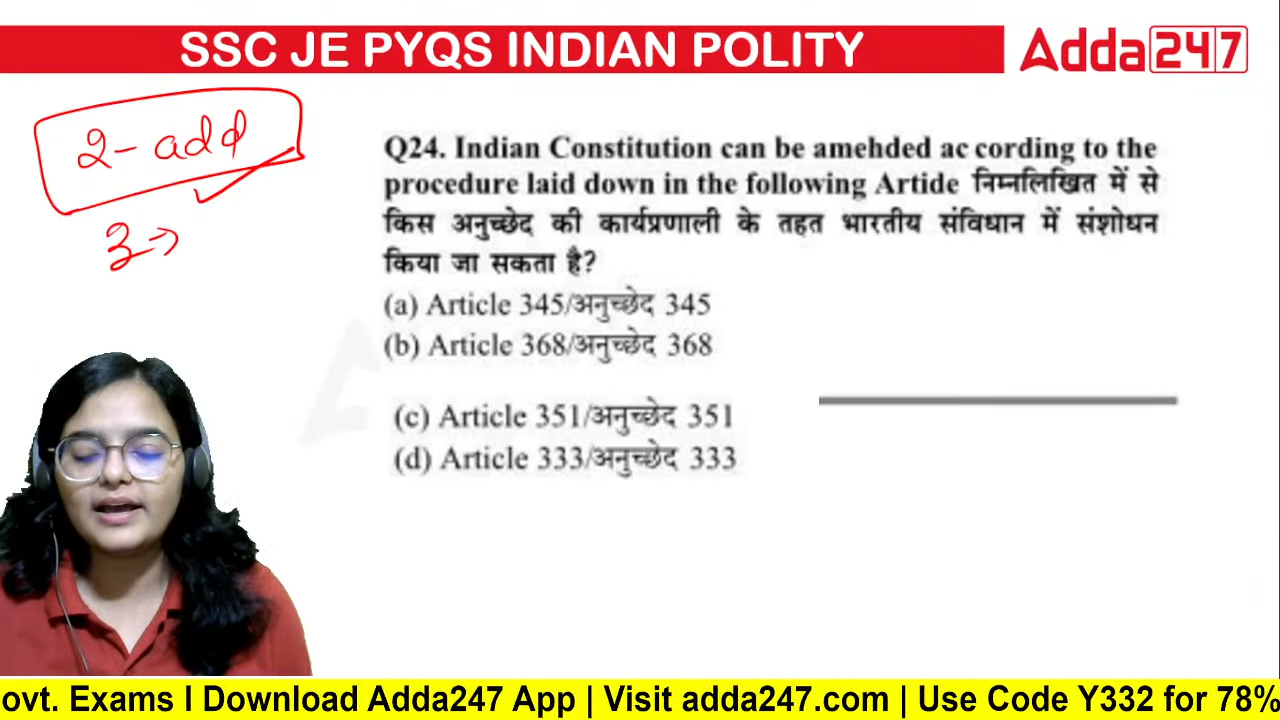 SSC JE PYQS INDIAN POLITY
Adda247
2- add
3→
Q24. Indian Constitution can be amehded ac cording to the
procedure laid down in the following Artide निम्नलिखित में से
किस अनुच्छेद की कार्यप्रणाली के तहत भारतीय संविधान में संशोधन
किया जा सकता है?
(a) Article 345/अनुच्छेद 345
(b) Article 368/अनुच्छेद 368
(c) Article 351/अनुच्छेद 351
(d) Article 333/अनुच्छेद 333
ovt. Exams I Download Adda247 App | Visit adda247.com | Use Code Y332 for 78%